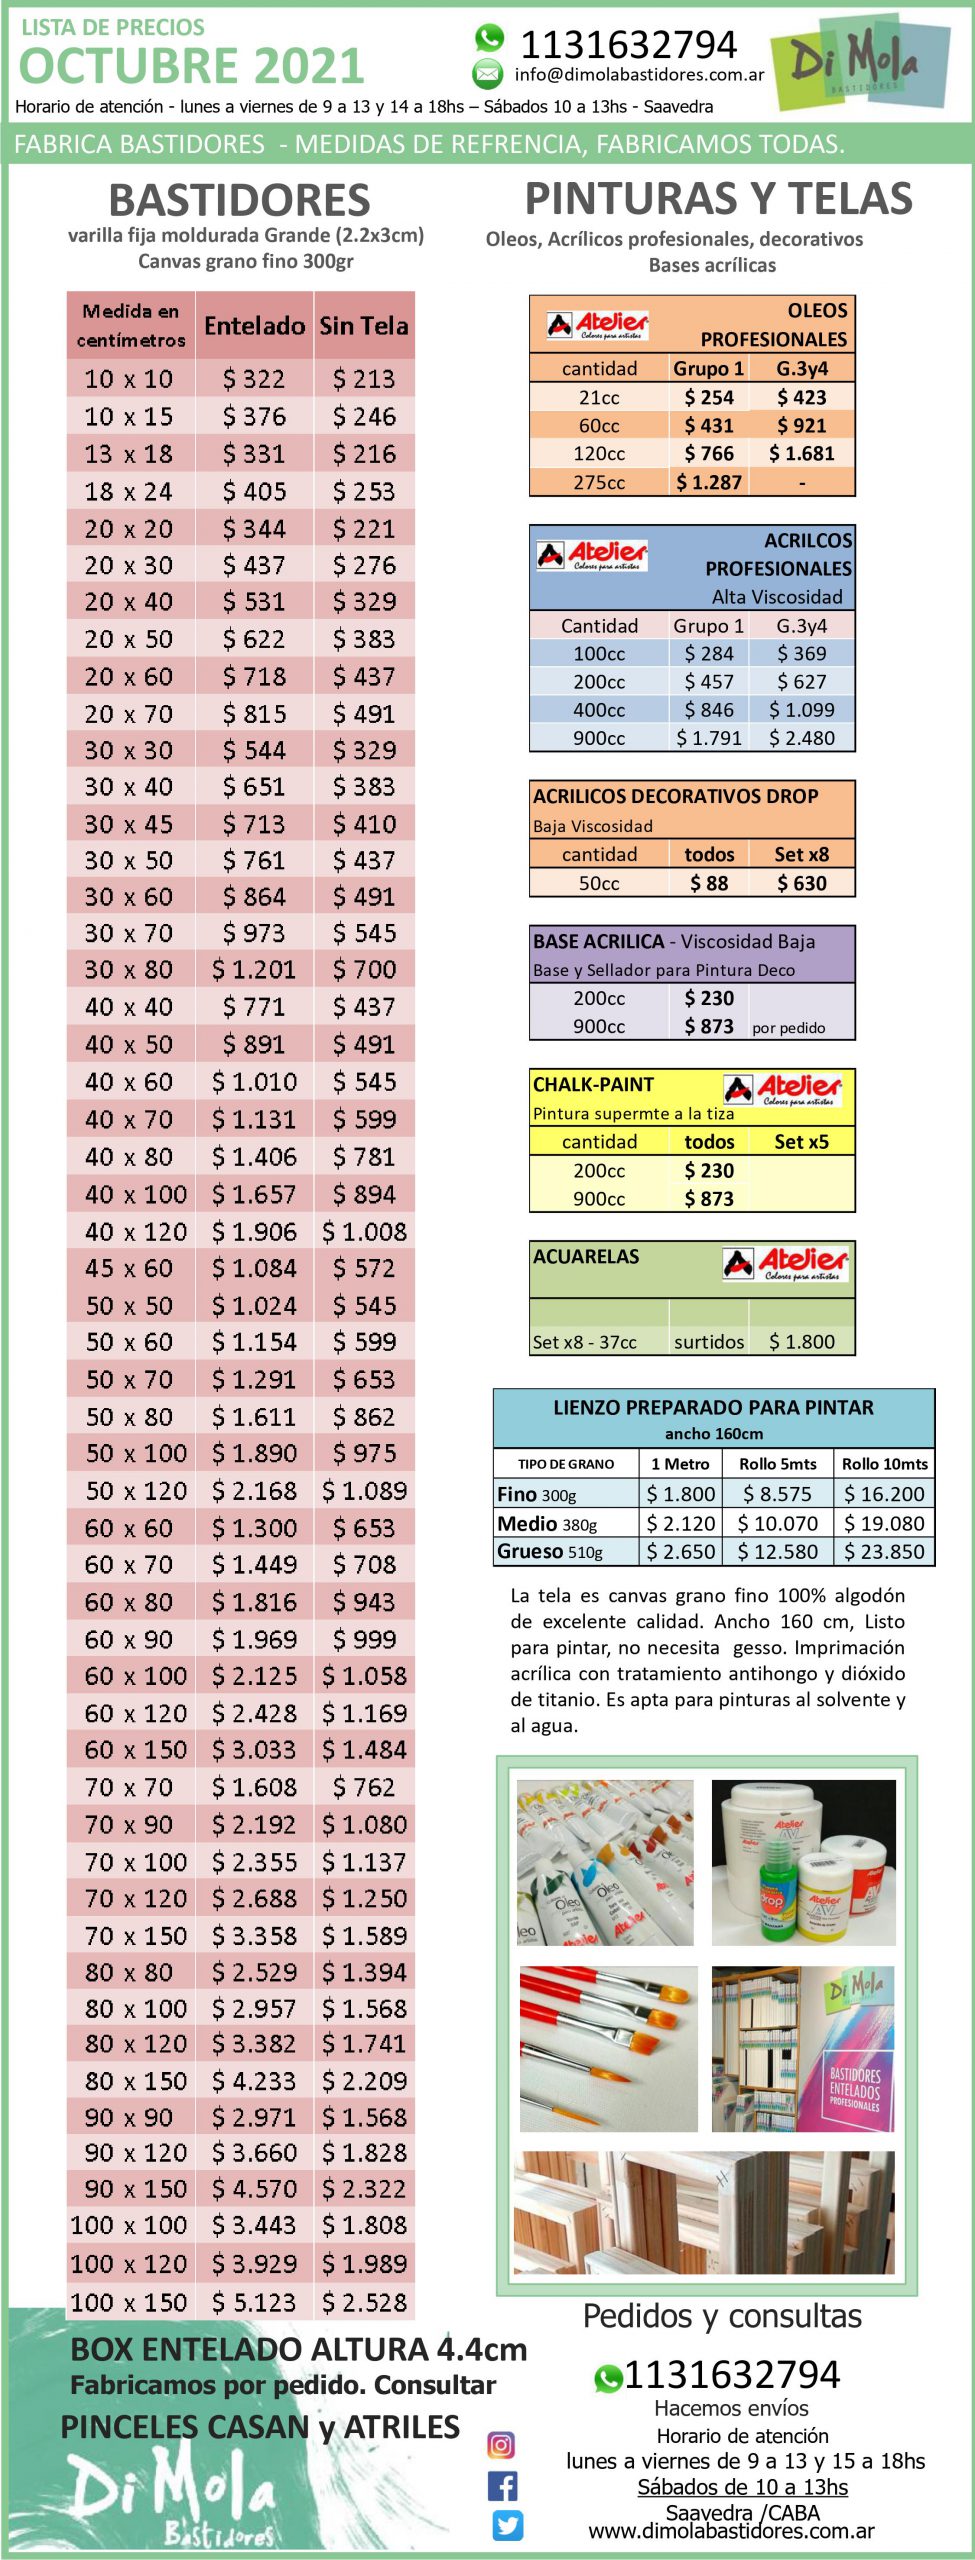 LISTA DE PRECIOS
OCTUBRE 2021
1131632794
info@dimolabastidores.com.ar
Di Mola
BASTIDORES
Horario de atención - lunes a viernes de 9 a 13 y 14 a 18hs – Sábados 10 a 13hs - Saavedra
FABRICA BASTIDORES - MEDIDAS DE REFRENCIA, FABRICAMOS TODAS.
BASTIDORES
varilla fija moldurada Grande (2.2x3cm)
Canvas grano fino 300gr
Medida en centímetros Entelado Sin Tela
10 x 10 $ 322 $ 213
10 x 15 $ 376 $ 246
13 x 18 $ 331 $ 216
18 x 24 $ 405 $ 253
20 x 20 $ 344 $ 221
20 x 30 $ 437 $ 276
20 x 40 $ 531 $ 329
20 x 50 $ 622 $ 383
20 x 60 $ 718 $ 437
20 x 70 $ 815 $ 491
30 x 30 $ 544 $ 329
30 x 40 $ 651 $ 383
30 x 45 $ 713 $ 410
30 x 50 $ 761 $ 437
30 x 60 $ 864 $ 491
30 x 70 $ 973 $ 545
30 x 80 $ 1.201 $ 700
40 x 40 $ 771 $ 437
40 x 50 $ 891 $ 491
40 x 60 $ 1.010 $ 545
40 x 70 $ 1.131 $ 599
40 x 80 $ 1.406 $ 781
40 x 100 $ 1.657 $ 894
40 x 120 $ 1.906 $ 1.008
45 x 60 $ 1.084 $ 572
50 x 50 $ 1.024 $ 545
50 x 60 $ 1.154 $ 599
50 x 70 $ 1.291 $ 653
50 x 80 $ 1.611 $ 862
50 x 100 $ 1.890 $ 975
50 x 120 $ 2.168 $ 1.089
60 x 60 $ 1.300 $ 653
60 x 70 $ 1.449 $ 708
60 x 80 $ 1.816 $ 943
60 x 90 $ 1.969 $ 999
60 x 100 $ 2.125 $ 1.058
60 x 120 $ 2.428 $ 1.169
60 x 150 $ 3.033 $ 1.484
70 x 70 $ 1.608 $ 762
70 x 90 $ 2.192 $ 1.080
70 x 100 $ 2.355 $ 1.137
70 x 120 $ 2.688 $ 1.250
70 x 150 $ 3.358 $ 1.589
80 x 80 $ 2.529 $ 1.394
80 x 100 $ 2.957 $ 1.568
80 x 120 $ 3.382 $ 1.741
80 x 150 $ 4.233 $ 2.209
90 x 90 $ 2.971 $ 1.568
90 x 120 $ 3.660 $ 1.828
90 x 150 $ 4.570 $ 2.322
100 x 100 $ 3.443 $ 1.808
100 x 120 $ 3.929 $ 1.989
100 x 150 $ 5.123 $ 2.528
BOX ENTELADO ALTURA 4.4cm
Fabricamos por pedido. Consultar
PINCELES CASAN y ATRILES
Di Mola
Bastidores
PINTURAS Y TELAS
Oleos, Acrílicos profesionales, decorativos
Bases acrílicas
Atelier
Colores para artistas
OLEOS
PROFESIONALES
cantidad Grupo 1 G.3y4
21cc $ 254 $ 423
60cc $ 431 $ 921
120cc $ 766 $ 1.681
275cc $ 1.287 -
Atelier
Colores para artistas
ACRILCOS
PROFESIONALES
Alta Viscosidad
Cantidad Grupo 1 G.3y4
100cc $ 284 $ 369
200cc $ 457 $ 627
400cc $ 846 $ 1.099
900cc $ 1.791 $ 2.480
ACRILICOS DECORATIVOS DROP
Baja Viscosidad
cantidad todos Set x8
50cc $ 88 $ 630
BASE ACRILICA - Viscosidad Baja
Base y Sellador para Pintura Deco
200cc $ 230
900cc $ 873 por pedido
CHALK-PAINT
Atelier
Colores para artistas
Pintura supermte a la tiza
cantidad todos Set x5
200cc $ 230
900cc $ 873
ACUARELAS
Atelier
Colores para artistas
Set x8 - 37cc surtidos $ 1.800
LIENZO PREPARADO PARA PINTAR
ancho 160cm
TIPO DE GRANO 1 Metro Rollo 5mts Rollo 10mts
Fino 300g $ 1.800 $ 8.575 $ 16.200
Medio 380g $ 2.120 $ 10.070 $ 19.080
Grueso 510g $ 2.650 $ 12.580 $ 23.850
La tela es canvas grano fino 100% algodón
de excelente calidad. Ancho 160 cm, Listo
para pintar, no necesita gesso. Imprimación
acrílica con tratamiento antihongo y dióxido
de titanio. Es apta para pinturas al solvente y
al agua.
Oleo
Oleo
Atelier
Atelier
drop
Atelier
Di Mola
BASTIDORES
ENTELADOS
PROFESIONALES
Pedidos y consultas
1131632794
Hacemos envíos
Horario de atención
lunes a viernes de 9 a 13 y 15 a 18hs
Sábados de 10 a 13hs
Saavedra /CABA
www.dimolabastidores.com.ar